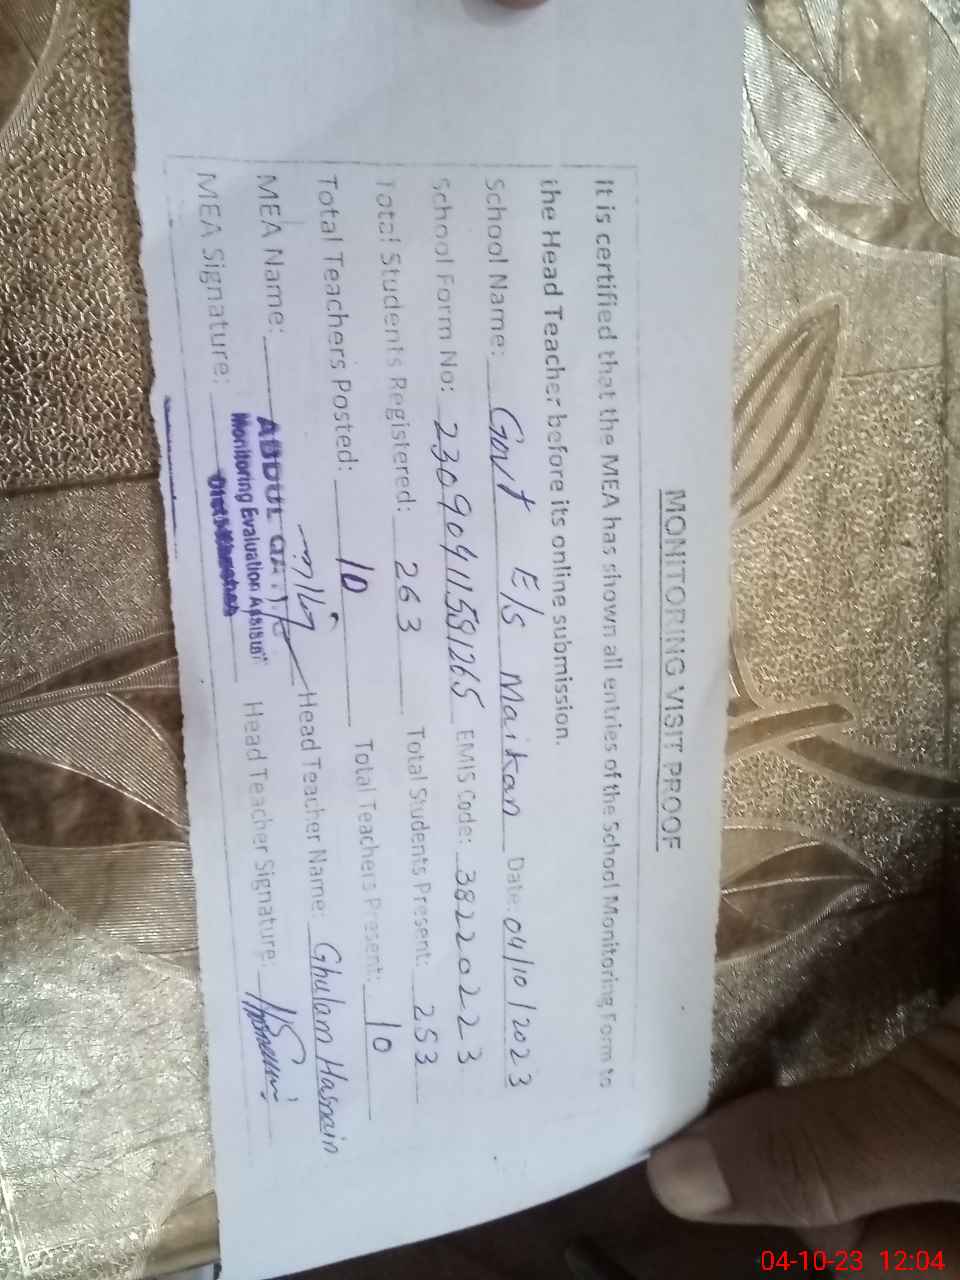 MONITORING VISIT PROOF
It is certified that the MEA has shown all entries of the School Monitoring Form to
the Head Teacher before its online submission.
School Name: Govt E/s Maikan Date: 04/10/2023
School Form No: 23090411591265 EMIS Code: 38220223
Total Students Registered: 263 Total Students Present: 253
Total Teachers Posted: 10 Total Teachers Present: 10
MEA Name: ABDUL Head Teacher Name: Ghulam Hasnain
Monitoring Evaluation Assistant
MEA Signature: Head Teacher Signature:
04-10-23 12:04